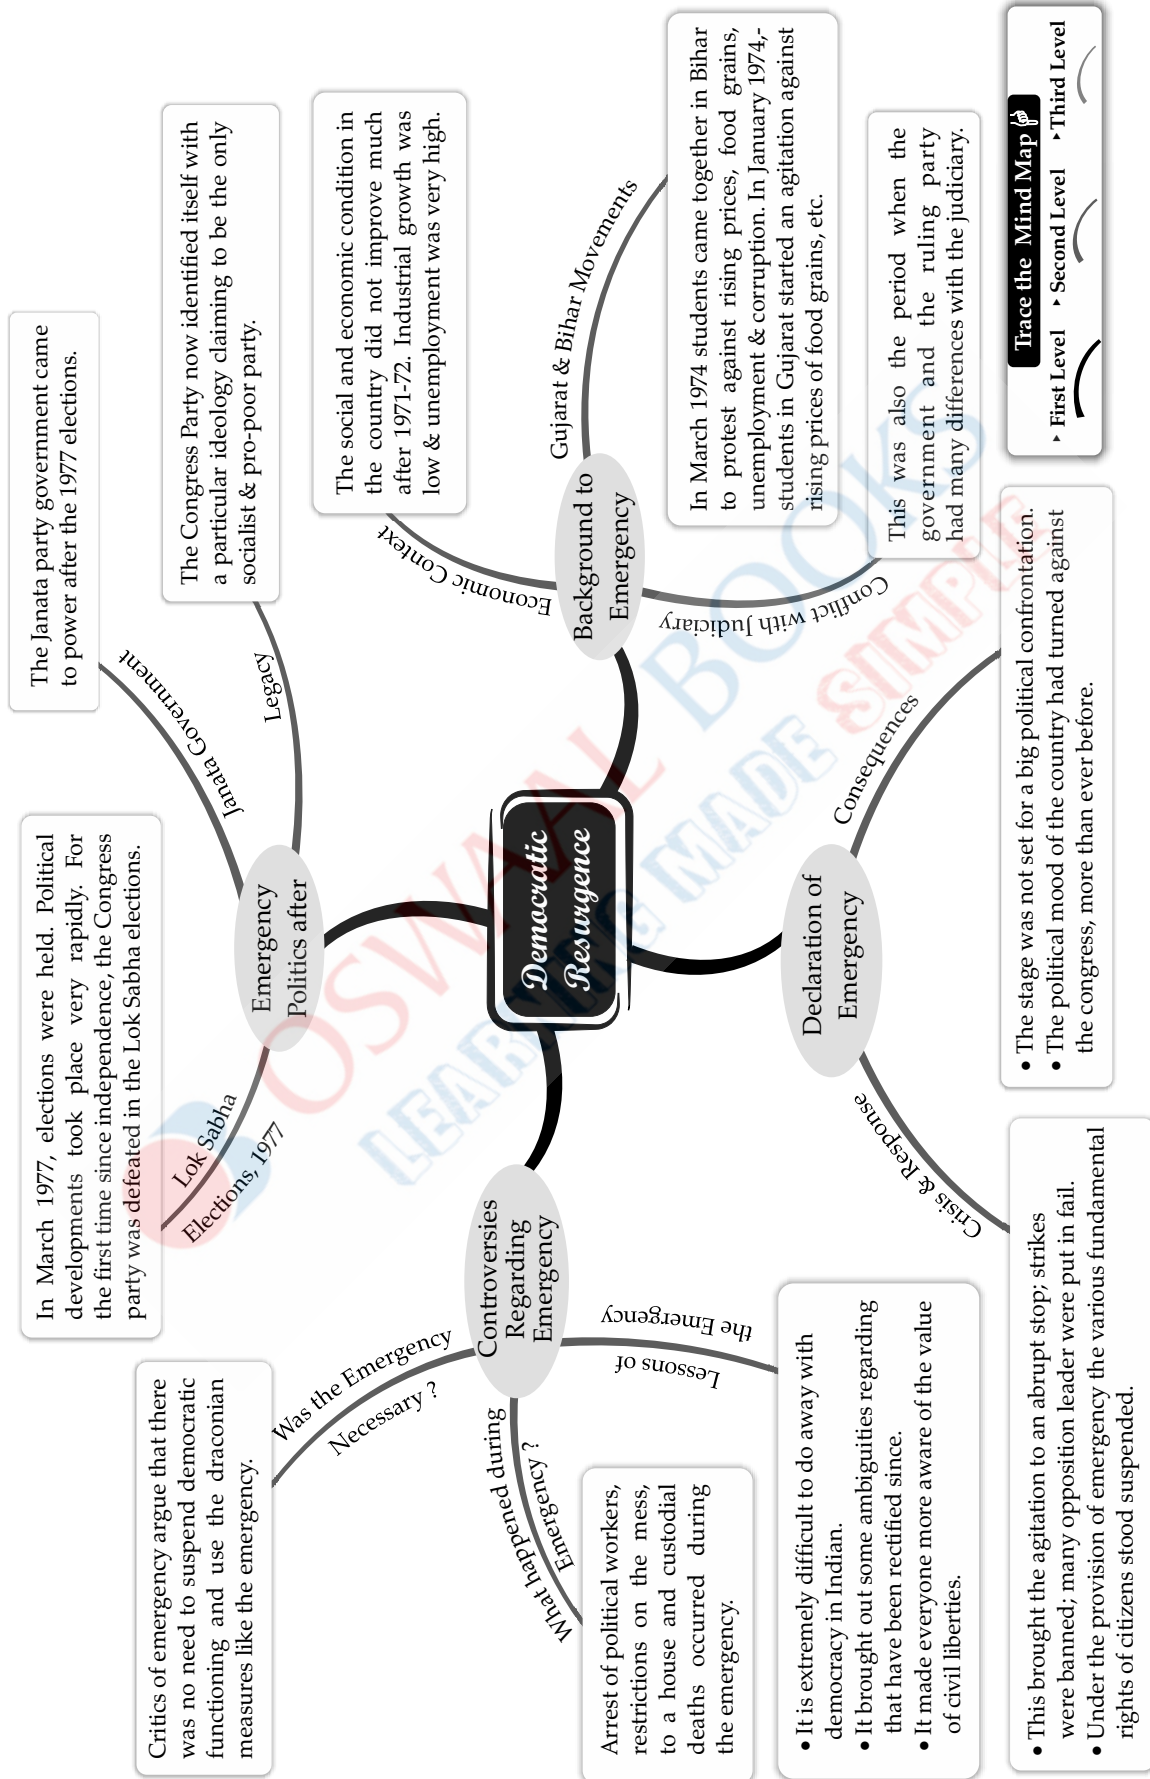 Democratic
Resurgence
Emergency
Politics after
Lok Sabha
Elections, 1977
In March 1977, elections were held. Political
developments took place very rapidly. For
the first time since independence, the Congress
party was defeated in the Lok Sabha elections.
Janata Government
The Janata party government came
to power after the 1977 elections.
Legacy
The Congress Party now identified itself with
a particular ideology claiming to be the only
socialist & pro-poor party.
Background to
Emergency
Economic Context
The social and economic condition in
the country did not improve much
after 1971-72. Industrial growth was
low & unemployment was very high.
Gujarat & Bihar Movements
In March 1974 students came together in Bihar
to protest against rising prices, food grains,
unemployment & corruption. In January 1974,-
students in Gujarat started an agitation against
rising prices of food grains, etc.
Conflict with Judiciary
This was also the period when the
government and the ruling party
had many differences with the judiciary.
Declaration of
Emergency
Consequences
• The stage was not set for a big political confrontation.
• The political mood of the country had turned against
the congress, more than ever before.
Crisis & Response
• This brought the agitation to an abrupt stop; strikes
were banned; many opposition leader were put in fail.
• Under the provision of emergency the various fundamental
rights of citizens stood suspended.
Controversies
Regarding
Emergency
Was the Emergency
Necessary ?
Critics of emergency argue that there
was no need to suspend democratic
functioning and use the draconian
measures like the emergency.
What happened during
Emergency ?
Arrest of political workers,
restrictions on the mess,
to a house and custodial
deaths occurred during
the emergency.
Lessons of
the Emergency
• It is extremely difficult to do away with
democracy in Indian.
• It brought out some ambiguities regarding
that have been rectified since.
• It made everyone more aware of the value
of civil liberties.
Trace the Mind Map
First Level
Second Level
Third Level
OSWAAL BOOKS
LEARNING MADE SIMPLE